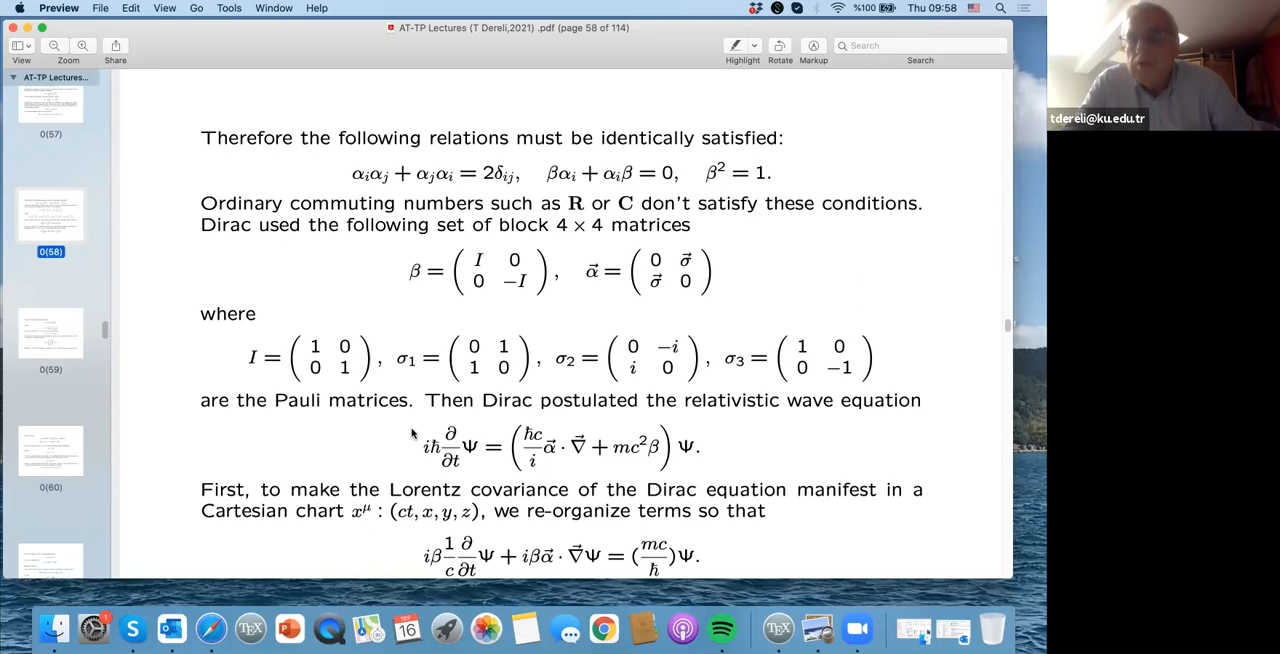 Preview File Edit View Go Tools Window Help %100 Thu 09:58
AT-TP Lectures (T Dereli,2021) .pdf (page 58 of 114)
View Zoom Share Highlight Rotate Markup Search
Search
AT-TP Lectures...
0(57)
0(58)
0(59)
0(60)
Therefore the following relations must be identically satisfied:
αᵢαⱼ + αⱼαᵢ = 2δᵢⱼ, βαᵢ + αᵢβ = 0, β² = 1.
Ordinary commuting numbers such as R or C don't satisfy these conditions.
Dirac used the following set of block 4 × 4 matrices
β = ( I 0 ; 0 −I ), α⃗ = ( 0 σ⃗ ; σ⃗ 0 )
where
I = ( 1 0 ; 0 1 ), σ₁ = ( 0 1 ; 1 0 ), σ₂ = ( 0 −i ; i 0 ), σ₃ = ( 1 0 ; 0 −1 )
are the Pauli matrices. Then Dirac postulated the relativistic wave equation
iħ ∂/∂t Ψ = ( ħc/i α⃗ · ∇⃗ + mc²β ) Ψ.
First, to make the Lorentz covariance of the Dirac equation manifest in a
Cartesian chart xᵘ : (ct, x, y, z), we re-organize terms so that
iβ 1/c ∂/∂t Ψ + iβα⃗ · ∇⃗Ψ = (mc/ħ)Ψ.
tdereli@ku.edu.tr
SEP
16
1
TEX
TEX